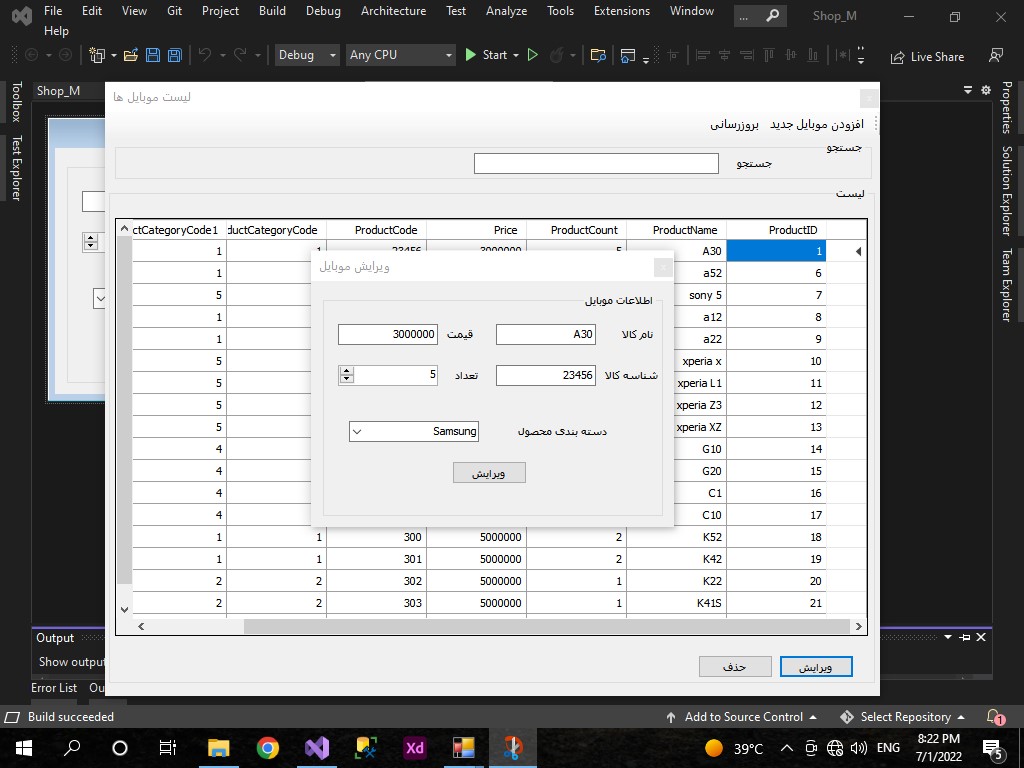 File Edit View Git Project Build Debug Architecture Test Analyze Tools Extensions Window ... Shop_M
Help
Debug Any CPU Start Live Share
Toolbox
Test Explorer
Shop_M
Properties
Solution Explorer
Team Explorer
لیست موبایل ها
افزودن موبایل جدید بروزرسانی
جستجو
جستجو
لیست
ProductID ProductName ProductCount Price ProductCode ductCategoryCode ctCategoryCode1
1 A30 5 3000000 23456 1 1
6 a52 1
7 sony 5 5
8 a12 1
9 a22 1
10 xperia x 5
11 xperia L1 5
12 xperia Z3 5
13 xperia XZ 5
14 G10 4
15 G20 4
16 C1 4
17 C10 4
18 K52 2 5000000 300 1 1
19 K42 2 5000000 301 1 1
20 K22 1 5000000 302 2 2
21 K41S 1 5000000 303 2 2
ویرایش موبایل
اطلاعات موبایل
نام کالا A30 قیمت 3000000
شناسه کالا 23456 تعداد 5
دسته بندی محصول Samsung
ویرایش
ویرایش حذف
Output
Show outpu
Error List Ou
Build succeeded Add to Source Control Select Repository 1
Xd 39°C ENG 8:22 PM
7/1/2022 5